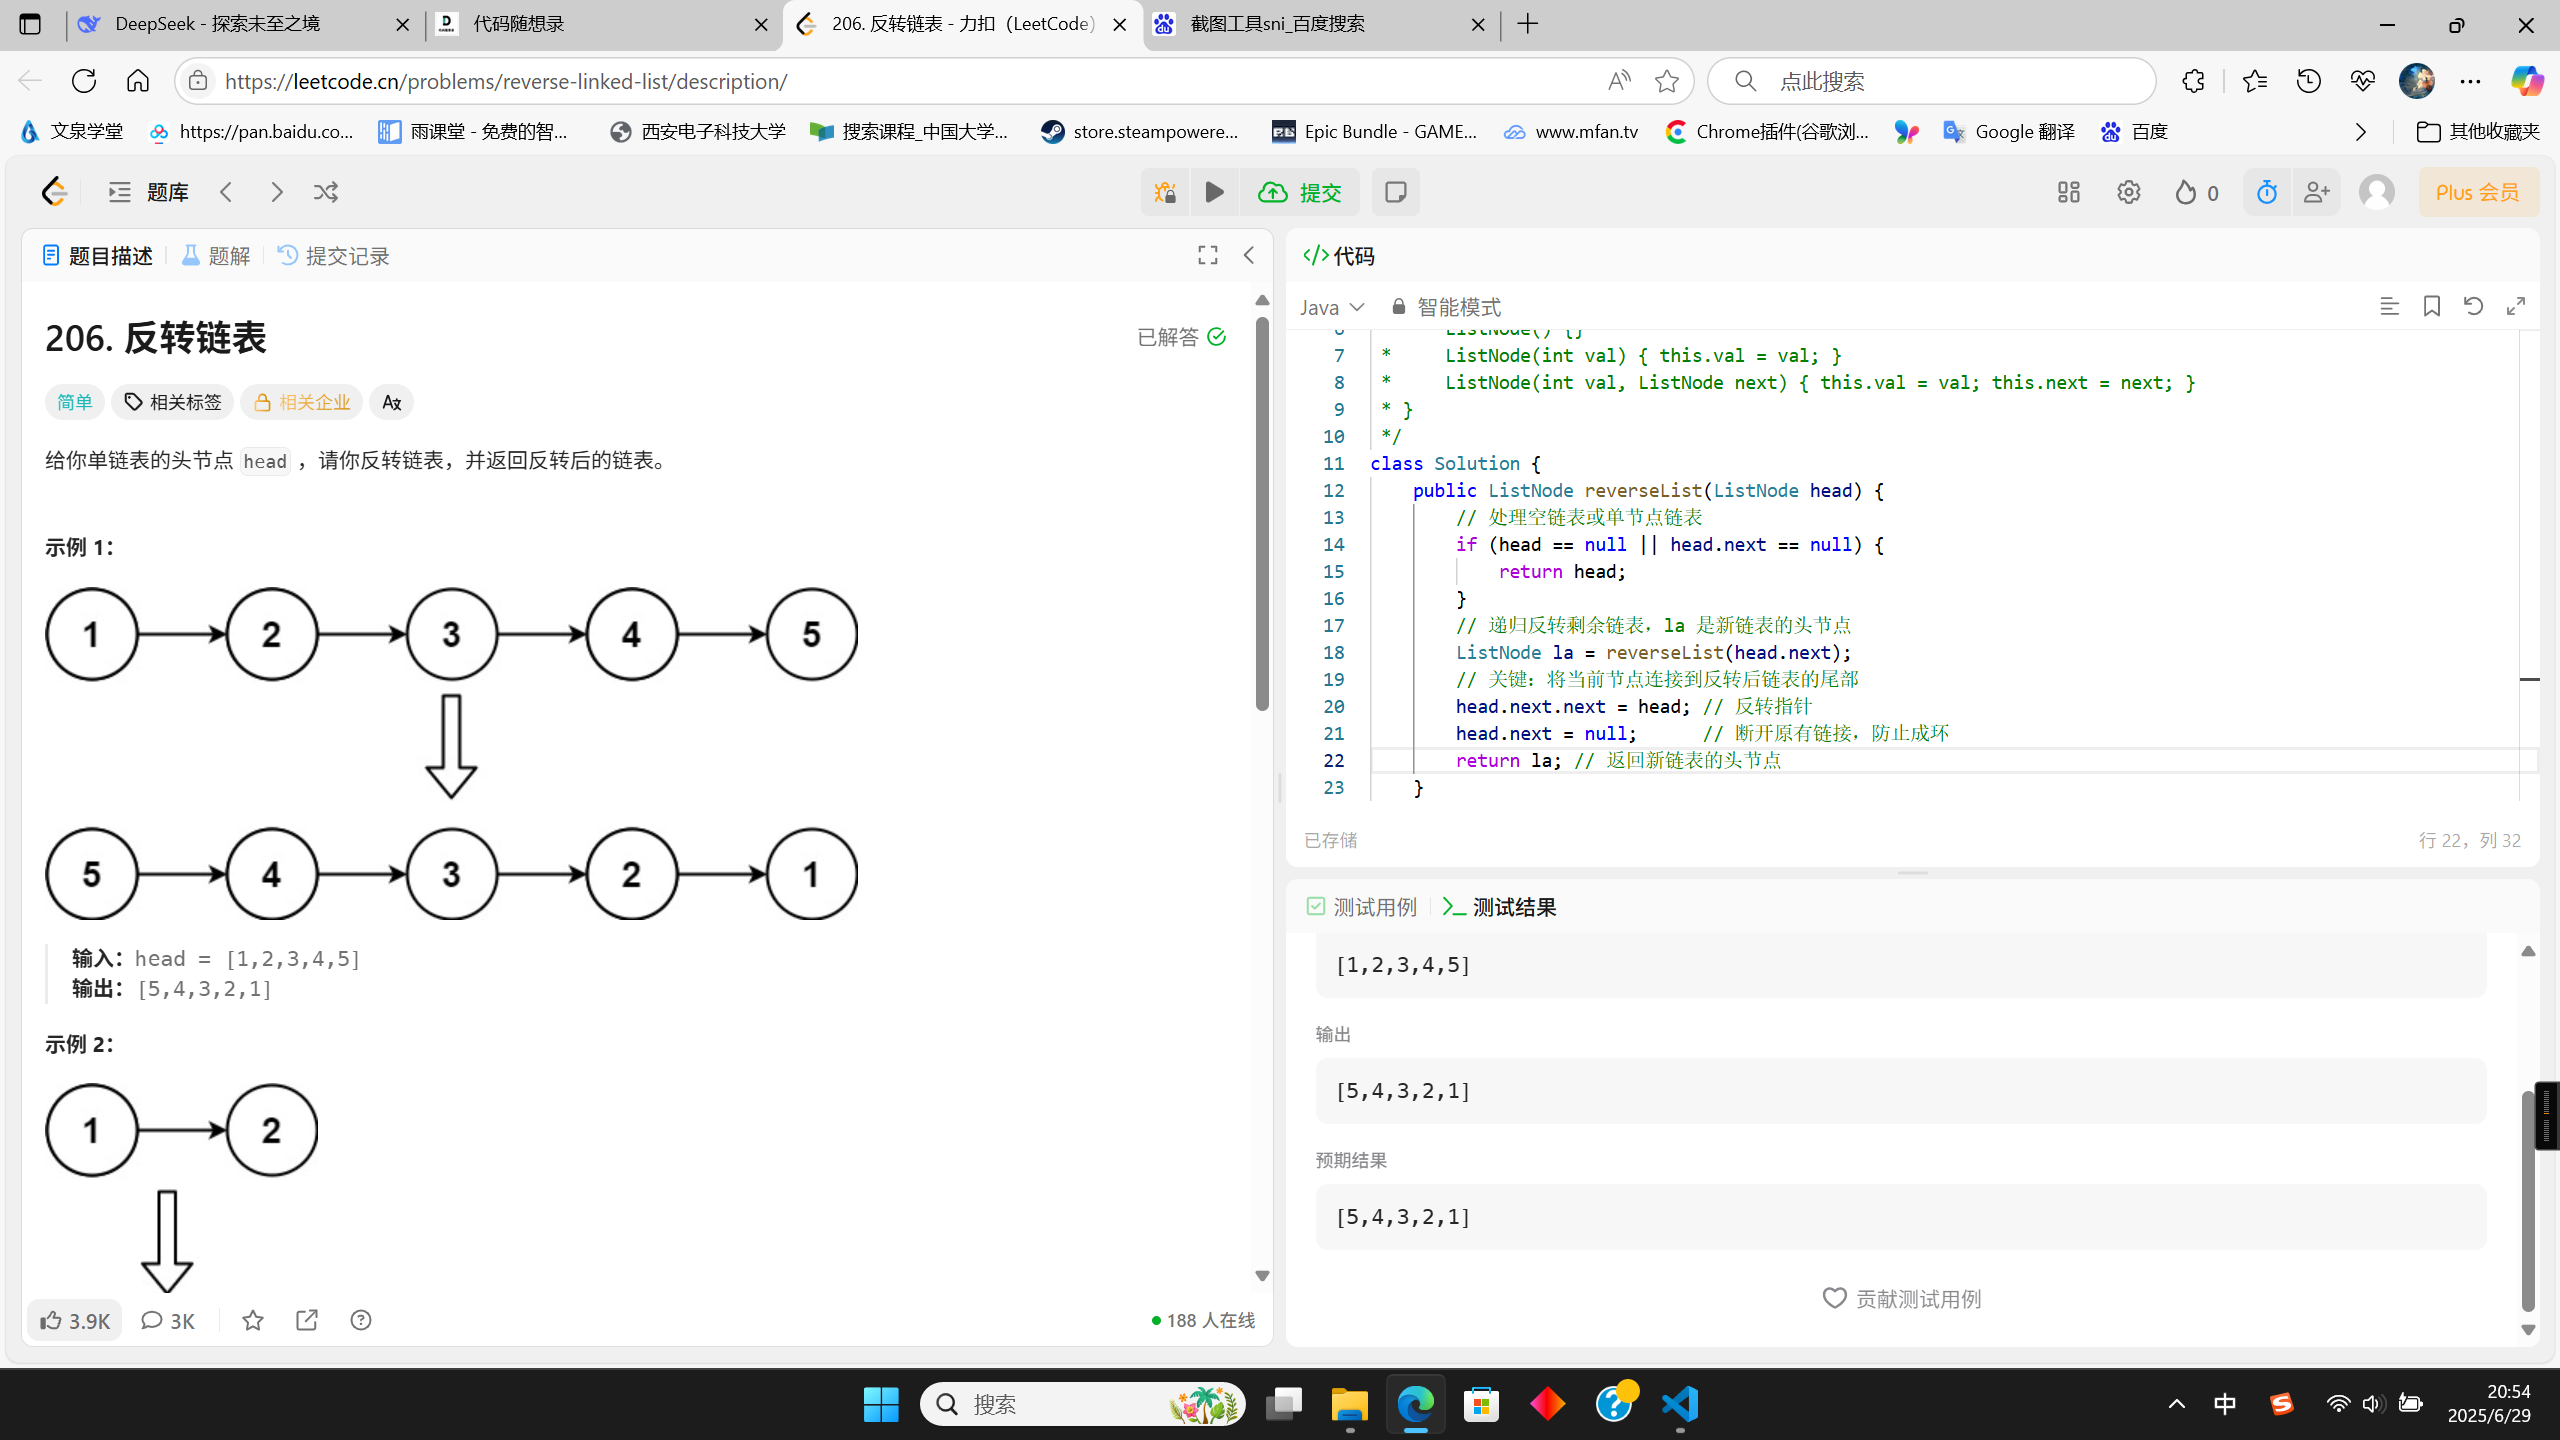 DeepSeek - 探索未至之境
代码随想录
206. 反转链表 - 力扣（LeetCode）
截图工具sni_百度搜索
https://leetcode.cn/problems/reverse-linked-list/description/
点此搜索
文泉学堂
https://pan.baidu.co...
雨课堂 - 免费的智...
西安电子科技大学
搜索课程_中国大学...
store.steampowere...
Epic Bundle - GAME...
www.mfan.tv
Chrome插件(谷歌浏...
Google 翻译
百度
其他收藏夹
题库
提交
0
Plus 会员
题目描述
题解
提交记录
206. 反转链表
已解答
简单
相关标签
相关企业
给你单链表的头节点 head ，请你反转链表，并返回反转后的链表。
示例 1：
1 2 3 4 5
5 4 3 2 1
输入：head = [1,2,3,4,5]
输出：[5,4,3,2,1]
示例 2：
1 2
3.9K
3K
188 人在线
代码
Java
智能模式
6 ListNode() {}
7 * ListNode(int val) { this.val = val; }
8 * ListNode(int val, ListNode next) { this.val = val; this.next = next; }
9 * }
10 */
11 class Solution {
12 public ListNode reverseList(ListNode head) {
13 // 处理空链表或单节点链表
14 if (head == null || head.next == null) {
15 return head;
16 }
17 // 递归反转剩余链表，la 是新链表的头节点
18 ListNode la = reverseList(head.next);
19 // 关键：将当前节点连接到反转后链表的尾部
20 head.next.next = head; // 反转指针
21 head.next = null; // 断开原有链接，防止成环
22 return la; // 返回新链表的头节点
23 }
已存储
行 22，列 32
测试用例
测试结果
[1,2,3,4,5]
输出
[5,4,3,2,1]
预期结果
[5,4,3,2,1]
贡献测试用例
搜索
中
20:54
2025/6/29